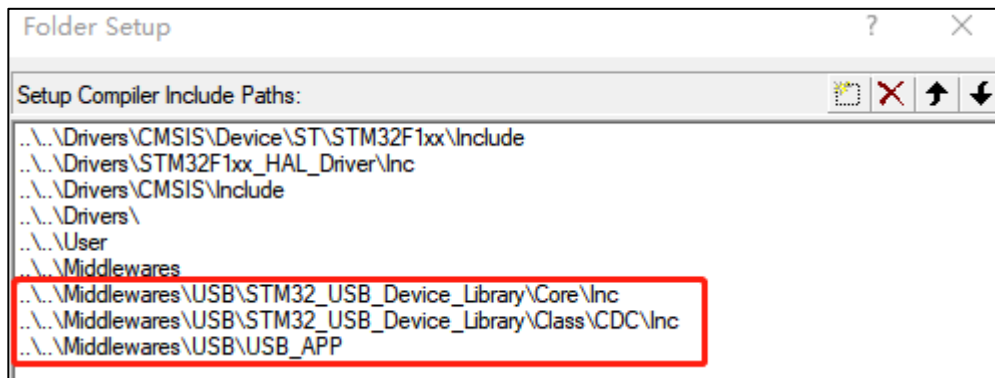 Folder Setup
?
Setup Compiler Include Paths:
..\..\Drivers\CMSIS\Device\ST\STM32F1xx\Include
..\..\Drivers\STM32F1xx_HAL_Driver\Inc
..\..\Drivers\CMSIS\Include
..\..\Drivers\
..\..\User
..\..\Middlewares
..\..\Middlewares\USB\STM32_USB_Device_Library\Core\Inc
..\..\Middlewares\USB\STM32_USB_Device_Library\Class\CDC\Inc
..\..\Middlewares\USB\USB_APP